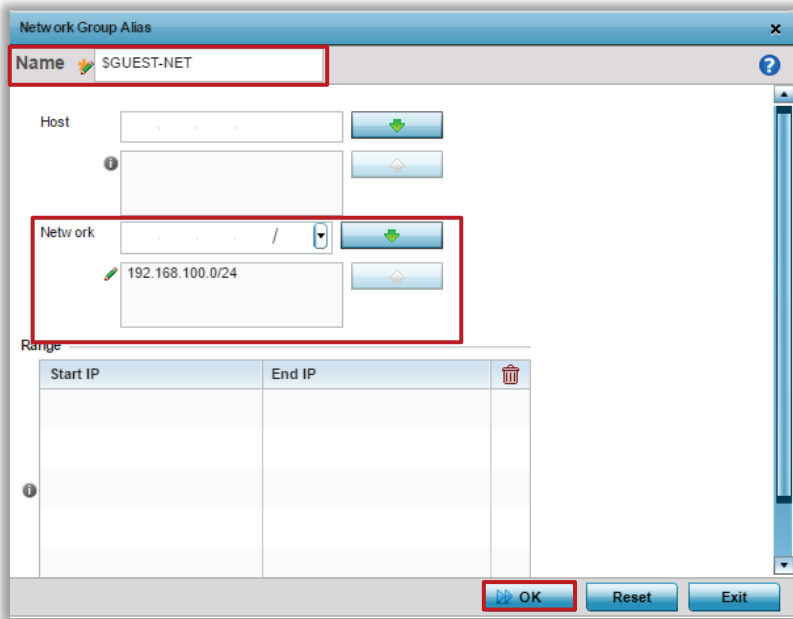 Network Group Alias
Name $GUEST-NET
Host
Network /
192.168.100.0/24
Range
Start IP End IP
OK Reset Exit